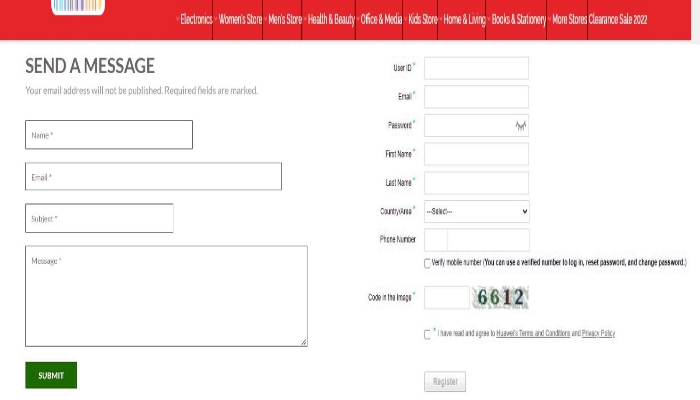 Electronics Women's Store Men's Store Health & Beauty Office & Media Kids Store Home & Living Books & Stationery More Stores Clearance Sale 2022
SEND A MESSAGE
Your email address will not be published. Required fields are marked.
Name *
Email *
Subject *
Message *
SUBMIT
User ID *
Email *
Password *
First Name *
Last Name *
Country/Area *
---Select---
Phone Number
Verify mobile number (You can use a verified number to log in, reset password, and change password.)
Code in the Image *
6612
* I have read and agree to Huawei's Terms and Conditions and Privacy Policy
Register